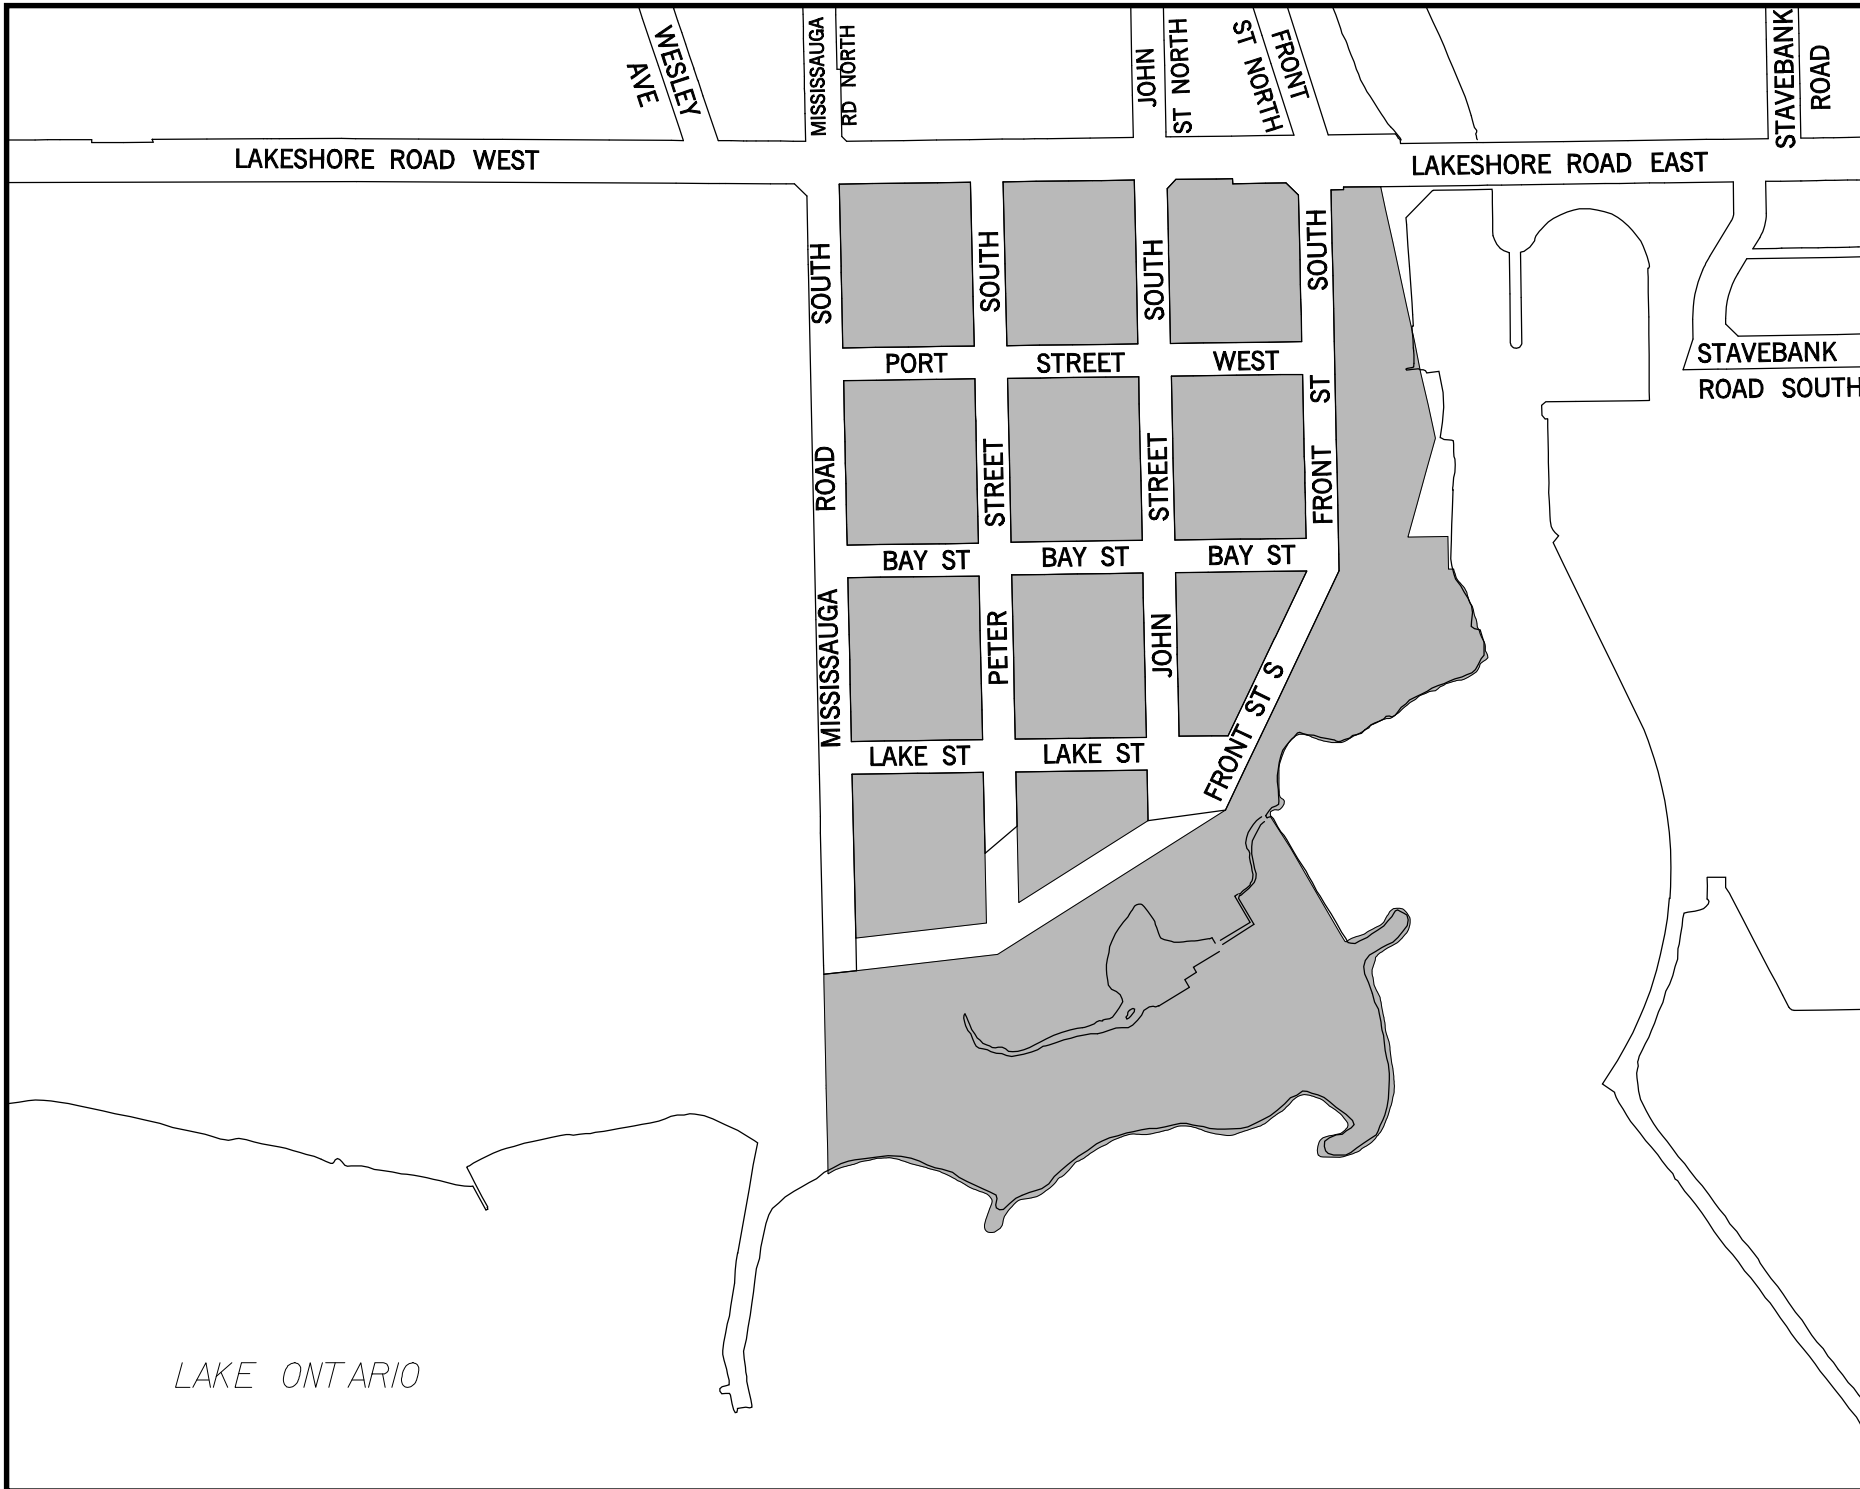 WESLEY
AVE
MISSISSAUGA
RD NORTH
JOHN
ST NORTH
FRONT
ST NORTH
STAVEBANK
ROAD
LAKESHORE ROAD WEST
LAKESHORE ROAD EAST
SOUTH
SOUTH
SOUTH
SOUTH
PORT STREET WEST
STAVEBANK
ROAD SOUTH
ST
ROAD
STREET
STREET
FRONT
BAY ST
BAY ST
BAY ST
MISSISSAUGA
PETER
JOHN
FRONT ST S
LAKE ST
LAKE ST
LAKE ONTARIO